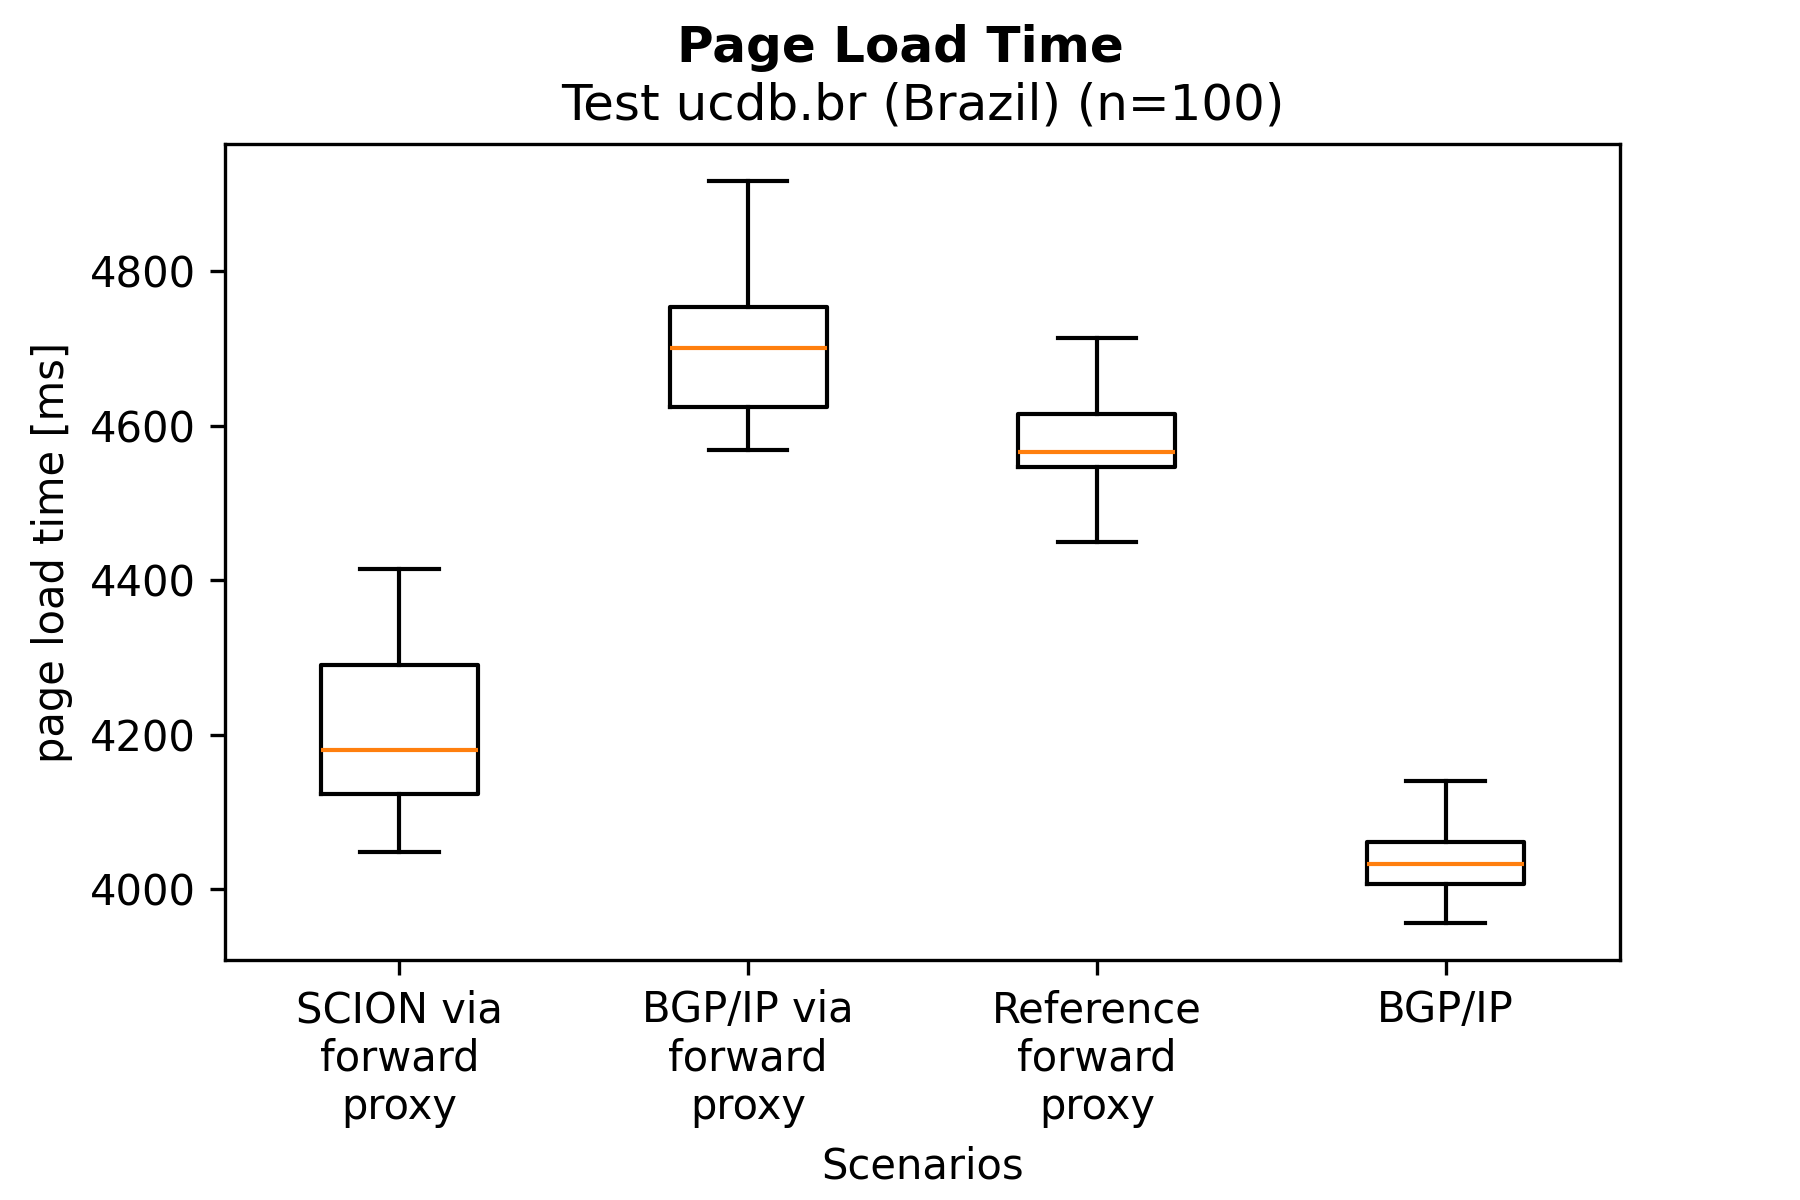 Page Load Time
Test ucdb.br (Brazil) (n=100)
page load time [ms]
4800
4600
4400
4200
4000
SCION via
forward
proxy
BGP/IP via
forward
proxy
Reference
forward
proxy
BGP/IP
Scenarios